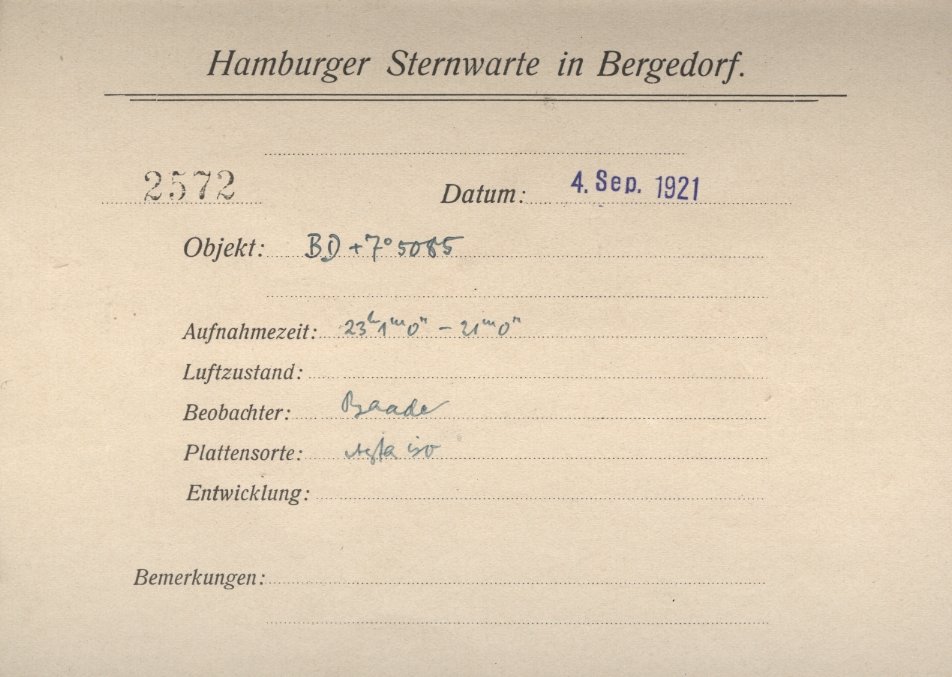 Hamburger Sternwarte in Bergedorf.
2572 Datum: 4. Sep. 1921
Objekt: BD +7° 5085
Aufnahmezeit: 23h 1m 0s – 21m 0s
Luftzustand:
Beobachter: Baade
Plattensorte: Agfa iso
Entwicklung:
Bemerkungen: